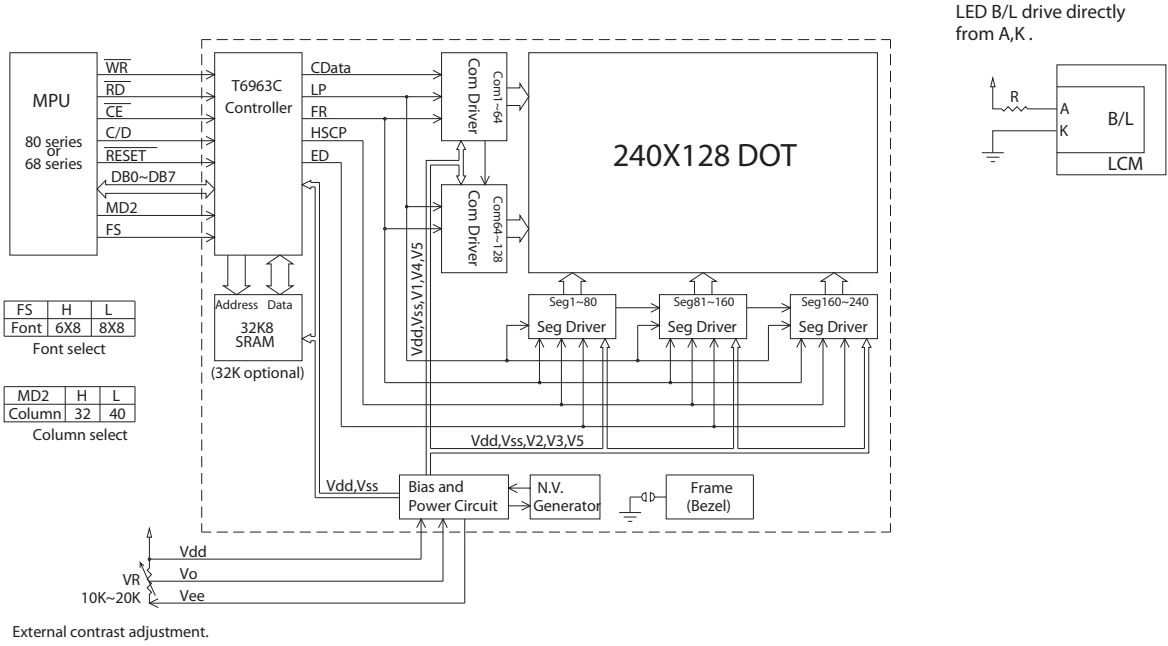 LED B/L drive directly
from A,K .
MPU
80 series
or
68 series
WR
RD
CE
C/D
RESET
DB0~DB7
MD2
FS
T6963C
Controller
CData
LP
FR
HSCP
ED
Com Driver
Com1~64
Com Driver
Com64~128
240X128 DOT
R
A
K
B/L
LCM
Address Data
32K8
SRAM
(32K optional)
Vdd,Vss,V1,V4,V5
Seg1~80
Seg Driver
Seg81~160
Seg Driver
Seg160~240
Seg Driver
FS H L
Font 6X8 8X8
Font select
MD2 H L
Column 32 40
Column select
Vdd,Vss,V2,V3,V5
Vdd,Vss
Bias and
Power Circuit
N.V.
Generator
Frame
(Bezel)
Vdd
Vo
Vee
VR
10K~20K
External contrast adjustment.